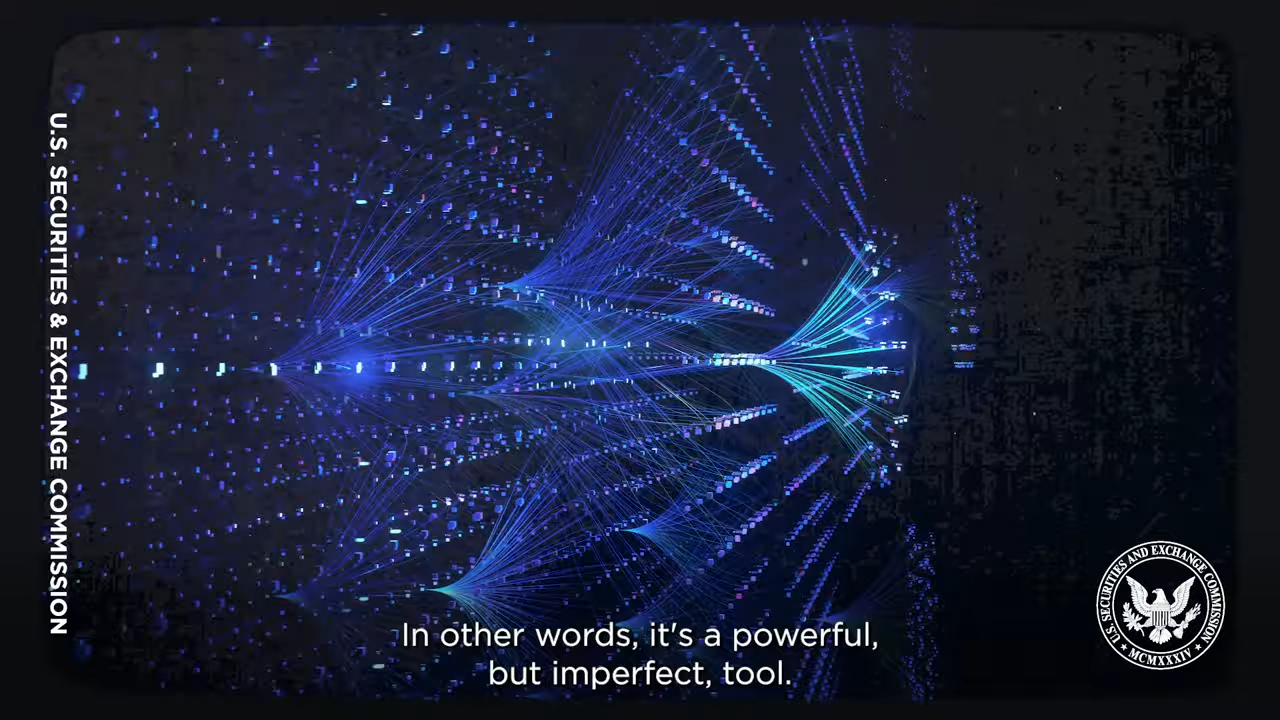 U.S. SECURITIES & EXCHANGE COMMISSION
In other words, it's a powerful,
but imperfect, tool.
U.S. SECURITIES AND EXCHANGE COMMISSION
MCMXXXIV